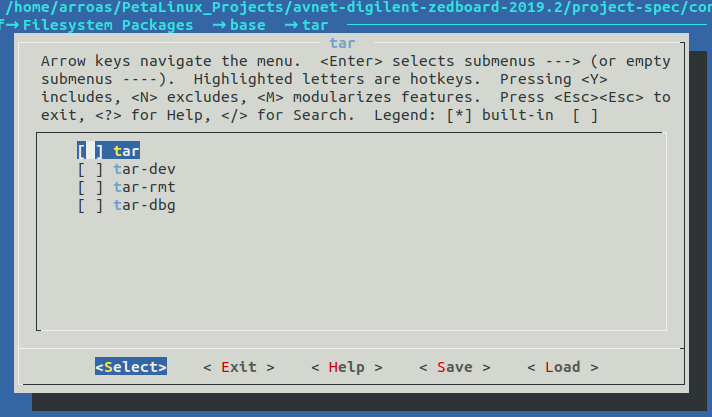 /home/arroas/PetaLinux_Projects/avnet-digilent-zedboard-2019.2/project-spec/con
f→Filesystem Packages →base →tar
tar
Arrow keys navigate the menu. <Enter> selects submenus ---> (or empty
submenus ----). Highlighted letters are hotkeys. Pressing <Y>
includes, <N> excludes, <M> modularizes features. Press <Esc><Esc> to
exit, <?> for Help, </> for Search. Legend: [*] built-in [ ]
[ ] tar
[ ] tar-dev
[ ] tar-rmt
[ ] tar-dbg
<Select> < Exit > < Help > < Save > < Load >